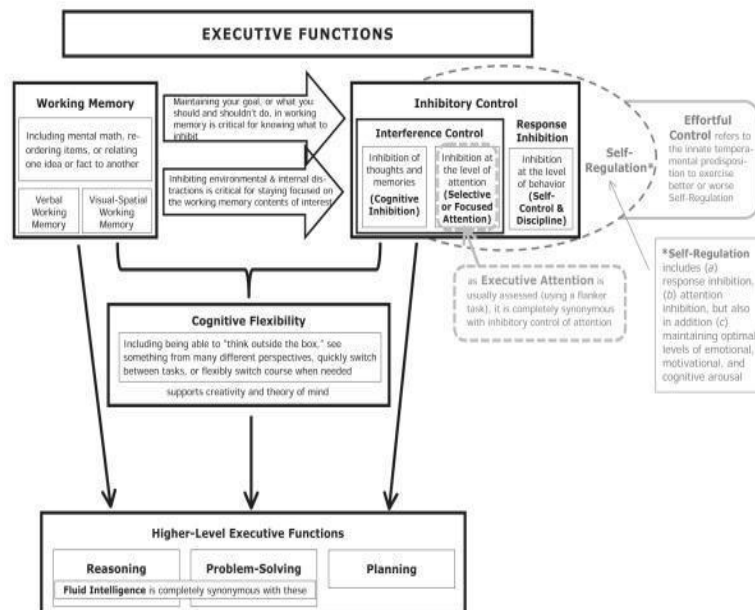 EXECUTIVE FUNCTIONS
Working Memory
Including mental math, re-
ordering items, or relating
one idea or fact to another
Verbal
Working
Memory
Visual-Spatial
Working
Memory
Maintaining your goal, or what you
should and shouldn't do, in working
memory is critical for knowing what to
inhibit
Inhibiting environmental & internal dis-
tractions is critical for staying focused on
the working memory contents of interest
Inhibitory Control
Interference Control
Inhibition of
thoughts and
memories
(Cognitive
Inhibition)
Inhibition at
the level of
attention
(Selective
or Focused
Attention)
Response
Inhibition
Inhibition
at the level
of behavior
(Self-
Control &
Discipline)
Self-
Regulation*
Effortful
Control refers to
the innate tempera-
mental predisposition
to exercise
better or worse
Self-Regulation
*Self-Regulation
includes (a)
response inhibition,
(b) attention
inhibition, but also
in addition (c)
maintaining optimal
levels of emotional,
motivational, and
cognitive arousal
as Executive Attention is
usually assessed (using a flanker
task), it is completely synonymous
with inhibitory control of attention
Cognitive Flexibility
Including being able to "think outside the box," see
something from many different perspectives, quickly switch
between tasks, or flexibly switch course when needed
supports creativity and theory of mind
Higher-Level Executive Functions
Reasoning
Problem-Solving
Planning
Fluid Intelligence is completely synonymous with these